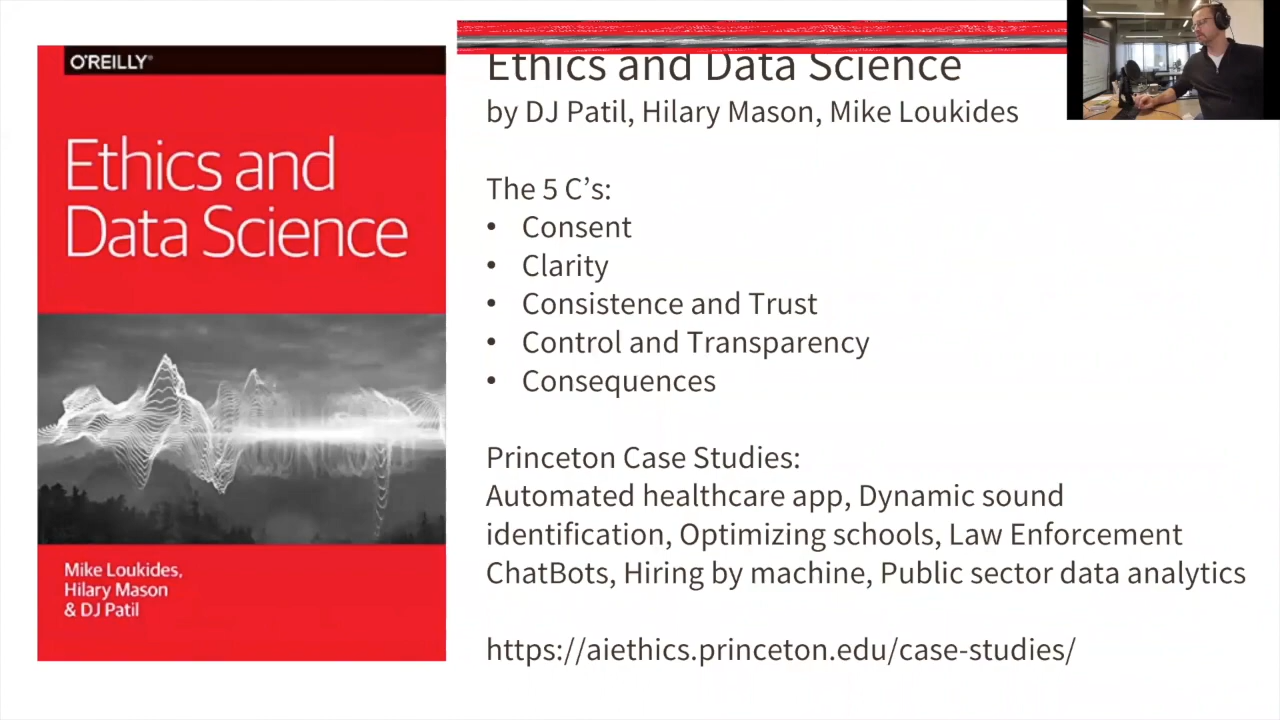 O'REILLY®
Ethics and
Data Science
Mike Loukides,
Hilary Mason
& DJ Patil
Ethics and Data Science
by DJ Patil, Hilary Mason, Mike Loukides
The 5 C's:
• Consent
• Clarity
• Consistence and Trust
• Control and Transparency
• Consequences
Princeton Case Studies:
Automated healthcare app, Dynamic sound
identification, Optimizing schools, Law Enforcement
ChatBots, Hiring by machine, Public sector data analytics
https://aiethics.princeton.edu/case-studies/